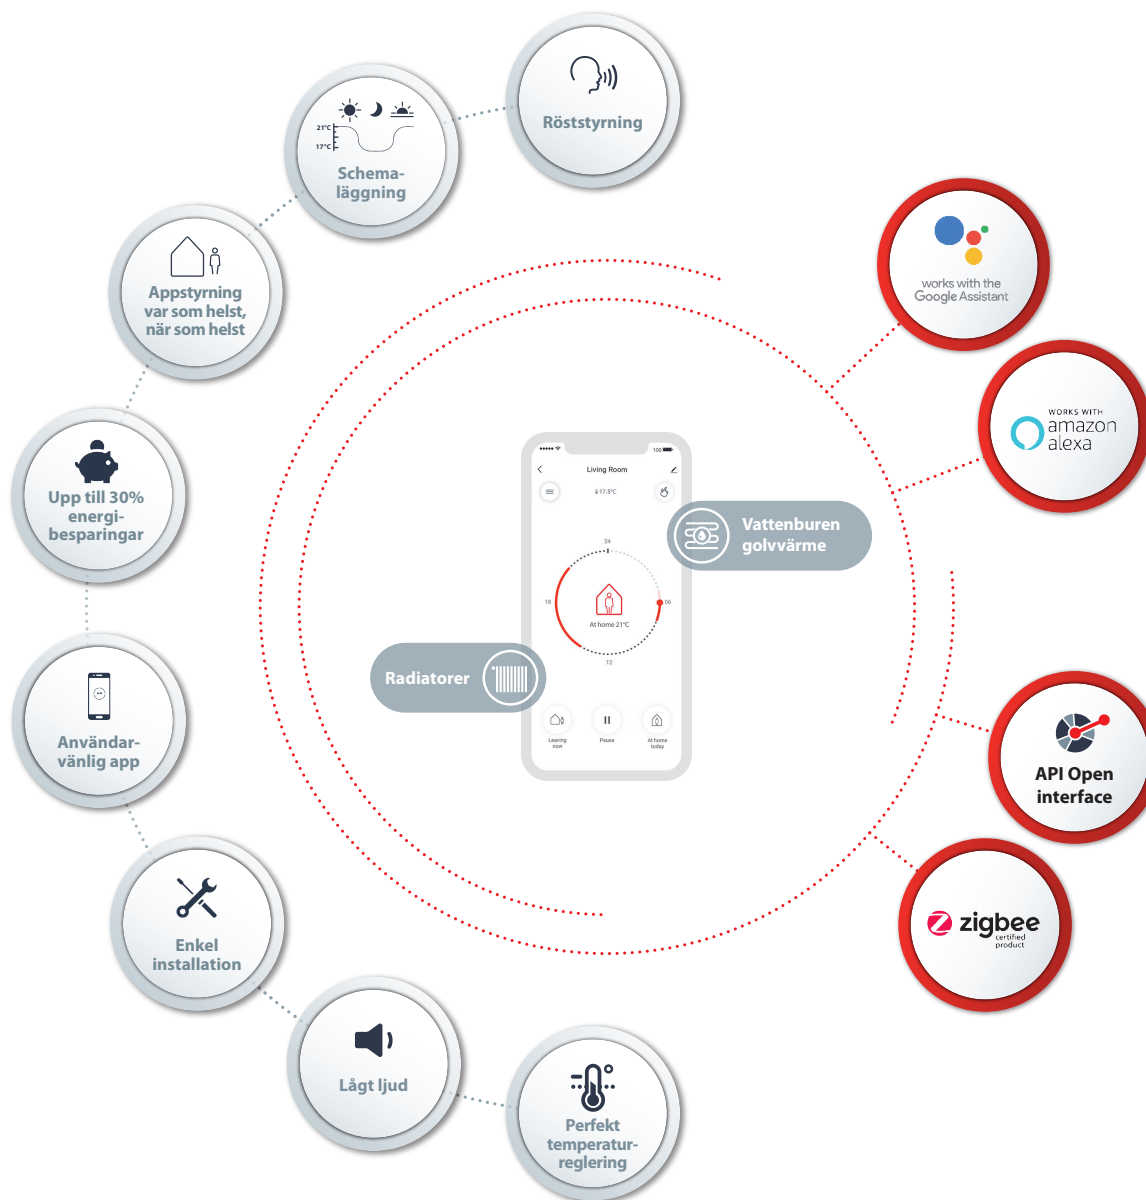 Röststyrning
21°C
17°C
Schema-
läggning
Appstyrning
var som helst,
när som helst
Upp till 30%
energi-
besparingar
Användar-
vänlig app
Enkel
installation
Lågt ljud
Perfekt
temperatur-
reglering
works with the
Google Assistant
WORKS WITH
amazon
alexa
API Open
interface
zigbee
certified
product
100
Living Room
17.5°C
Vattenburen
golvvärme
24
18
06
At home 21°C
12
Radiatorer
Leaving
now
Pause
At home
today